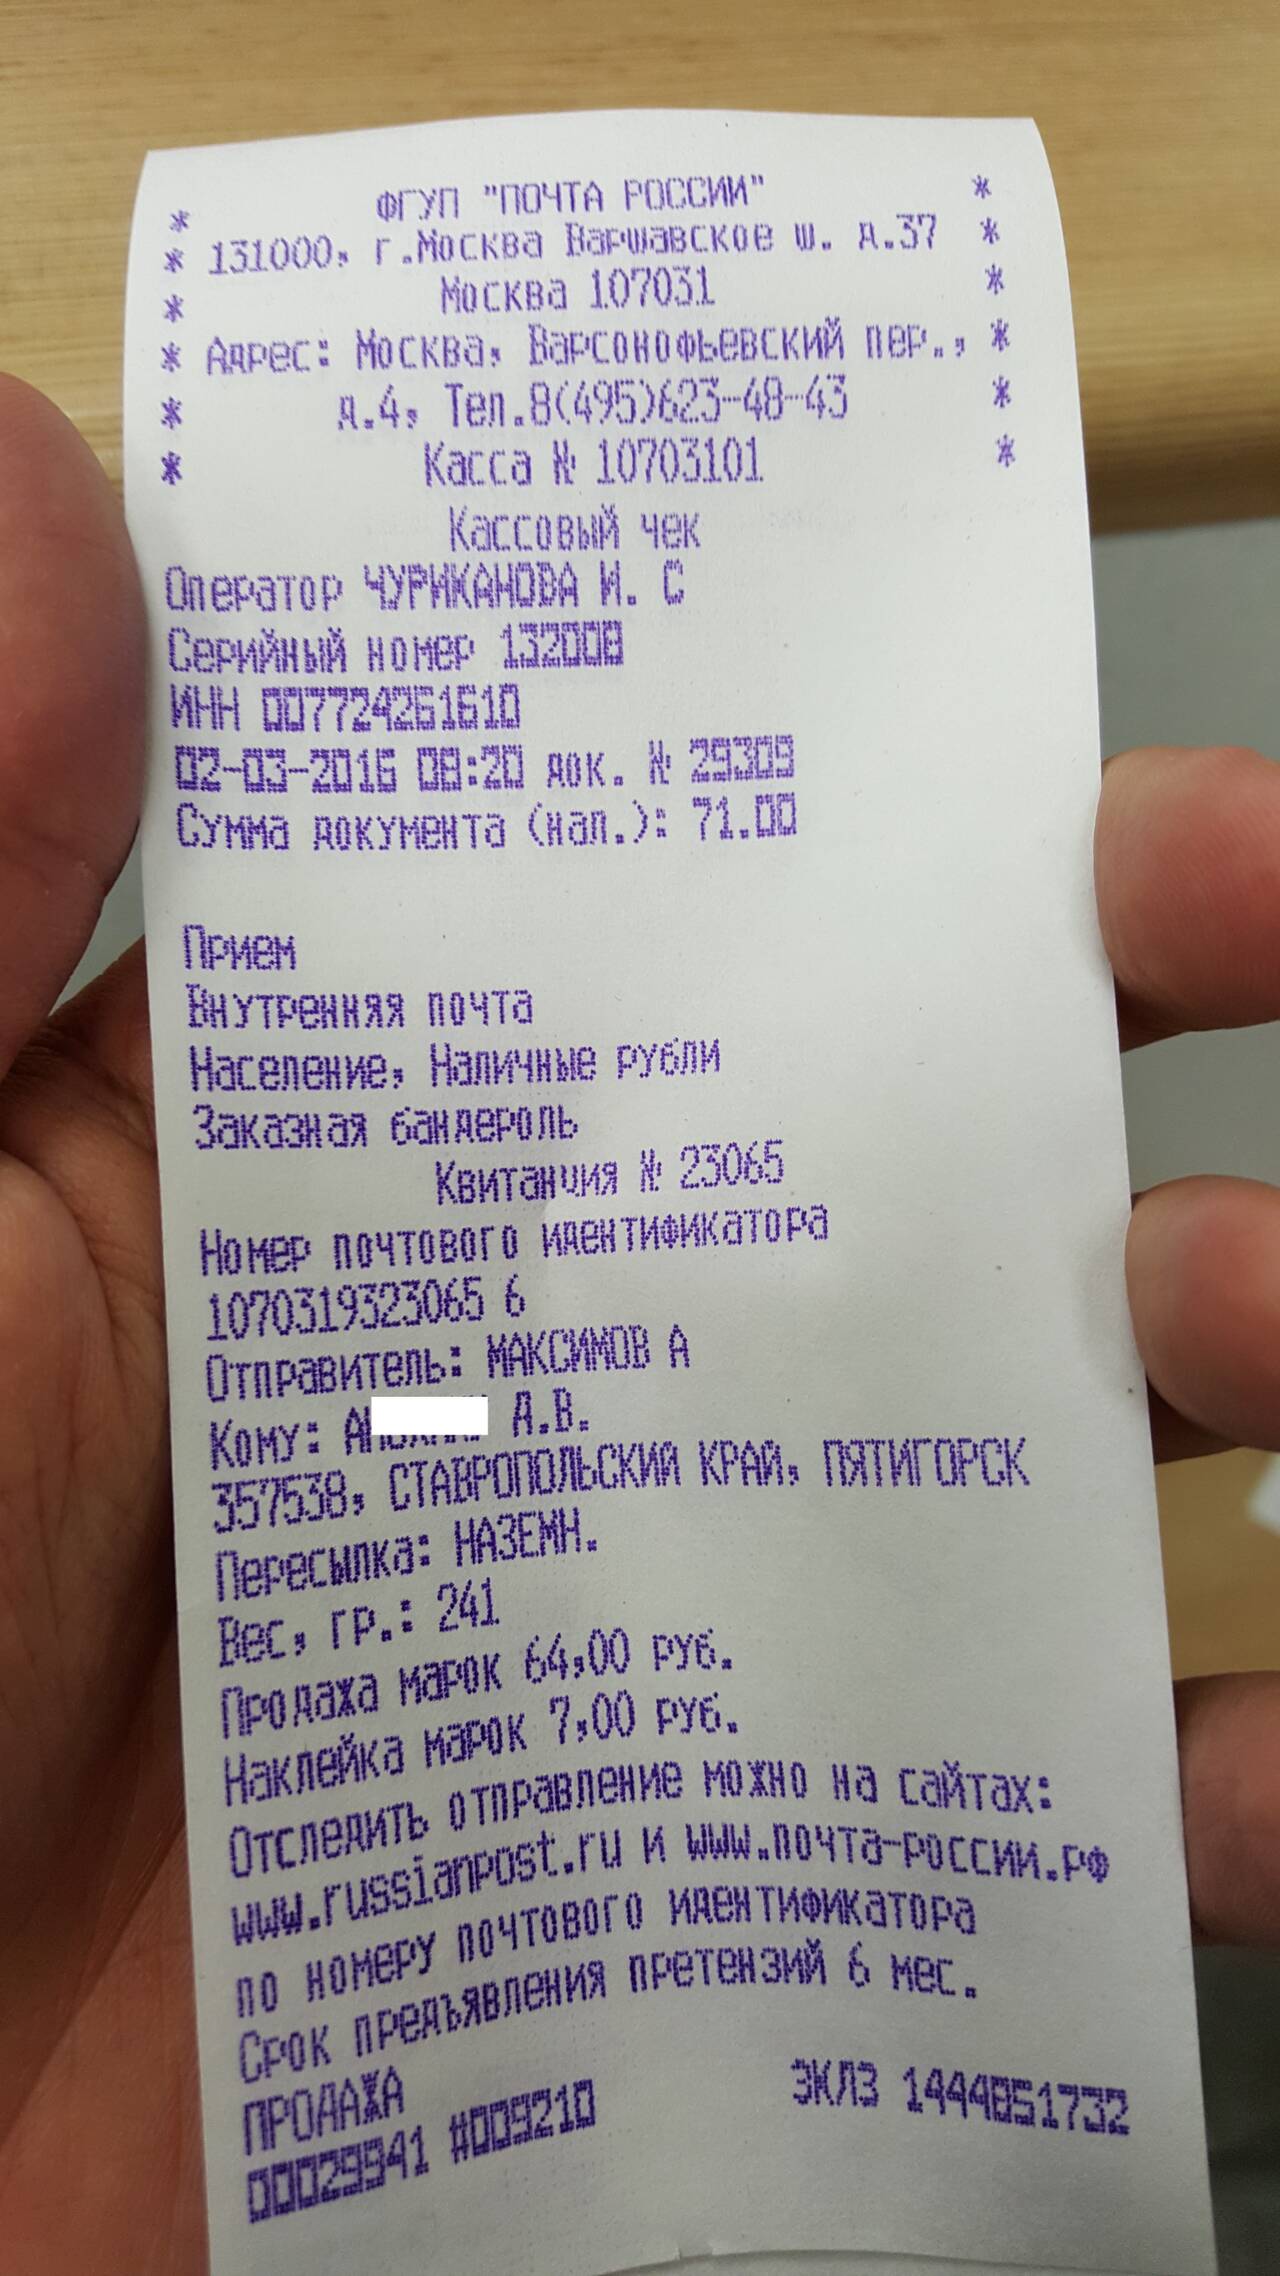 * ФГУП "ПОЧТА РОССИИ" *
* 131000, г.Москва Варшавское ш. д.37 *
* Москва 107031 *
* Адрес: Москва, Варсонофьевский пер., *
* д.4, Тел.8(495)623-48-43 *
* Касса № 10703101 *
Кассовый чек
Оператор ЧУРИКАНОВА И. С
Серийный номер 132008
ИНН 007724261610
02-03-2016 08:20 док. № 29309
Сумма документа (нал.): 71.00
Прием
Внутренняя почта
Население, Наличные рубли
Заказная бандероль
Квитанция № 23065
Номер почтового идентификатора
1070319323065 6
Отправитель: МАКСИМОВ А
Кому: А.В.
357538, СТАВРОПОЛЬСКИЙ КРАЙ, ПЯТИГОРСК
Пересылка: НАЗЕМН.
Вес, гр.: 241
Продажа марок 64,00 руб.
Наклейка марок 7,00 руб.
Отследить отправление можно на сайтах:
www.russianpost.ru и www.почта-россии.рф
по номеру почтового идентификатора
Срок предъявления претензий 6 мес.
ПРОДАЖА ЭКЛЗ 1444851732
00029941 #009210